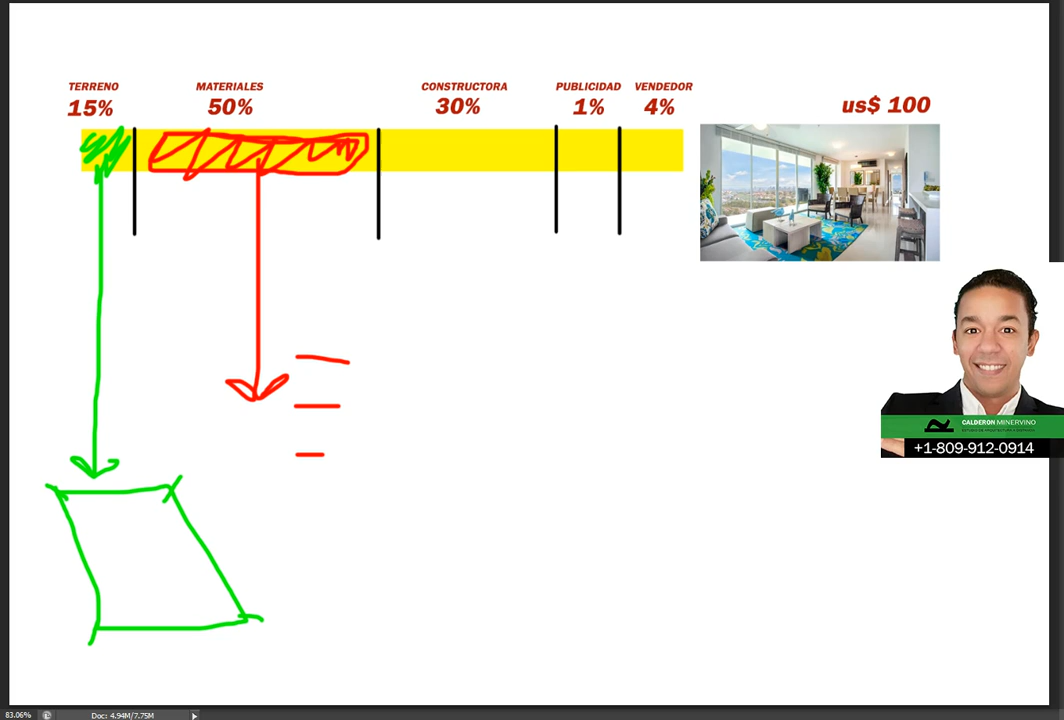 TERRENO
15%
MATERIALES
50%
CONSTRUCTORA
30%
PUBLICIDAD
1%
VENDEDOR
4%
us$ 100
CALDERON MINERVINO
+1-809-912-0914
83.06%
Doc: 4.94M/7.75M